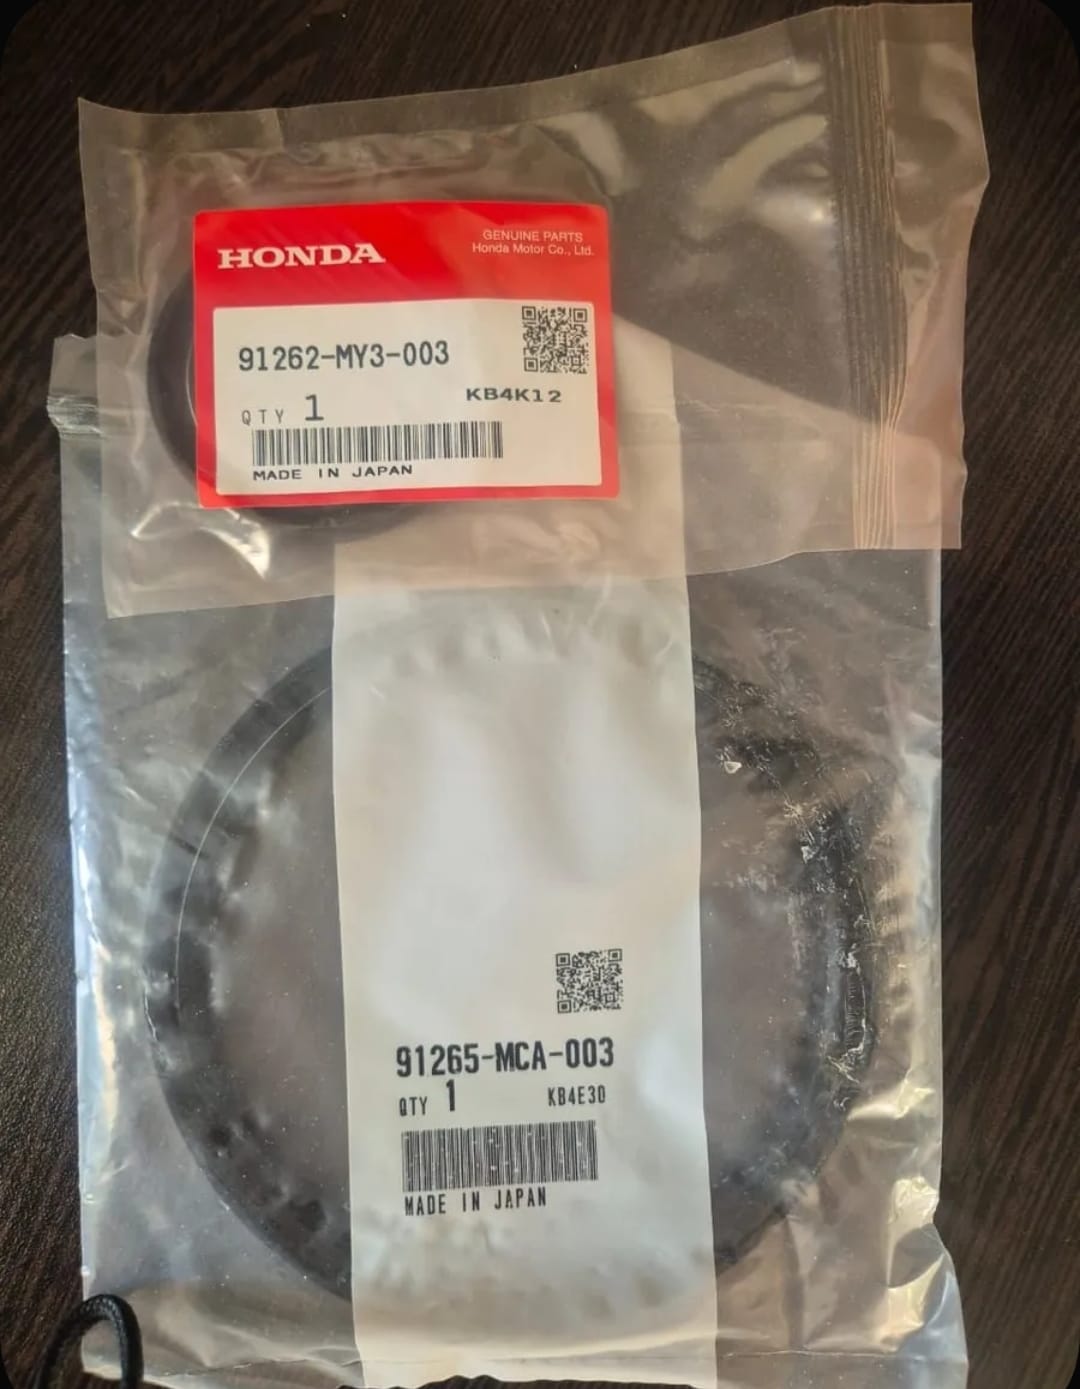 HONDA
GENUINE PARTS
Honda Motor Co., Ltd.
91262-MY3-003
QTY 1
KB4K12
MADE IN JAPAN
91265-MCA-003
QTY 1
KB4E30
MADE IN JAPAN